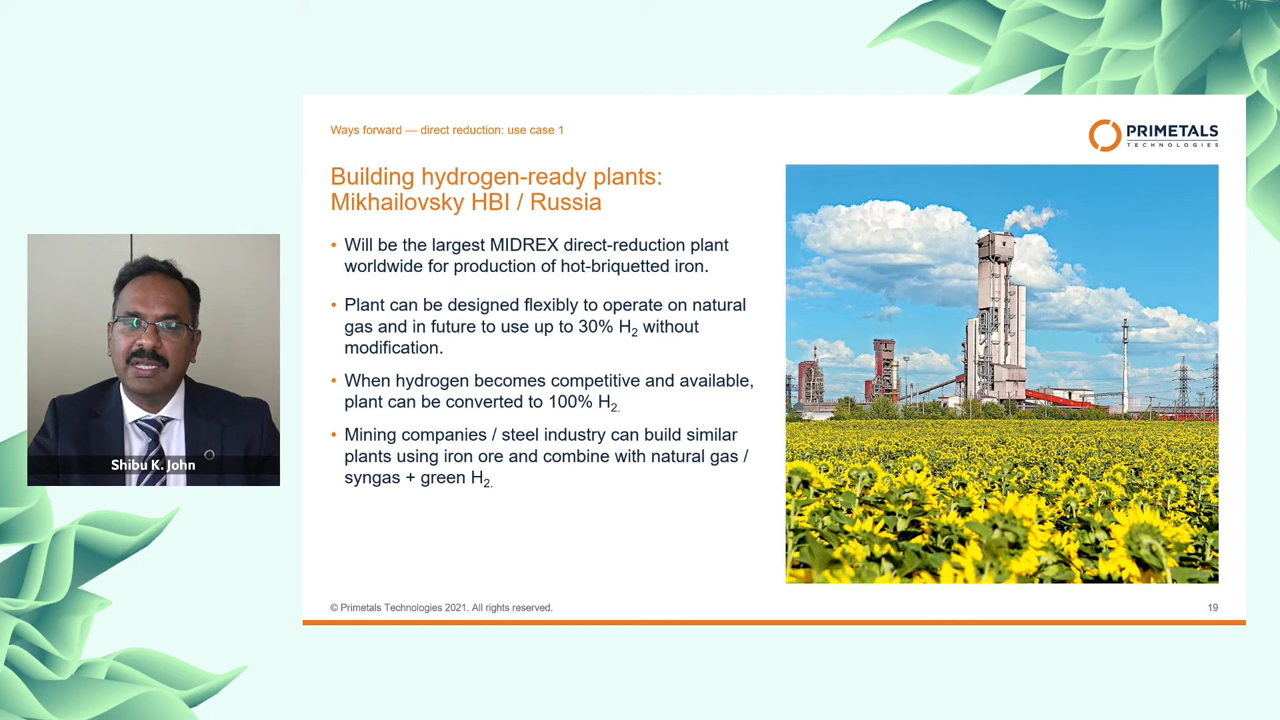 Ways forward — direct reduction: use case 1
PRIMETALS
TECHNOLOGIES
Building hydrogen-ready plants:
Mikhailovsky HBI / Russia
• Will be the largest MIDREX direct-reduction plant
worldwide for production of hot-briquetted iron.
• Plant can be designed flexibly to operate on natural
gas and in future to use up to 30% H2 without
modification.
• When hydrogen becomes competitive and available,
plant can be converted to 100% H2.
• Mining companies / steel industry can build similar
plants using iron ore and combine with natural gas /
syngas + green H2.
Shibu K. John
© Primetals Technologies 2021. All rights reserved.
19